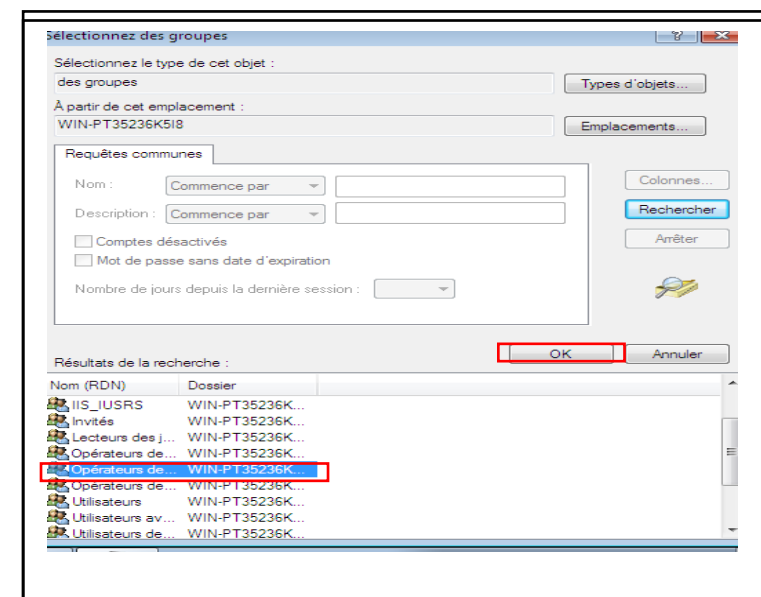 Sélectionnez des groupes
Sélectionnez le type de cet objet :
des groupes
Types d'objets...
À partir de cet emplacement :
WIN-PT35236K5I8
Emplacements...
Requêtes communes
Nom :
Commence par
Colonnes...
Description :
Commence par
Rechercher
Comptes désactivés
Arrêter
Mot de passe sans date d'expiration
Nombre de jours depuis la dernière session :
OK
Annuler
Résultats de la recherche :
Nom (RDN) Dossier
IIS_IUSRS WIN-PT35236K...
Invités WIN-PT35236K...
Lecteurs des j... WIN-PT35236K...
Opérateurs de... WIN-PT35236K...
Opérateurs de... WIN-PT35236K...
Opérateurs de... WIN-PT35236K...
Utilisateurs WIN-PT35236K...
Utilisateurs av... WIN-PT35236K...
Utilisateurs de... WIN-PT35236K...